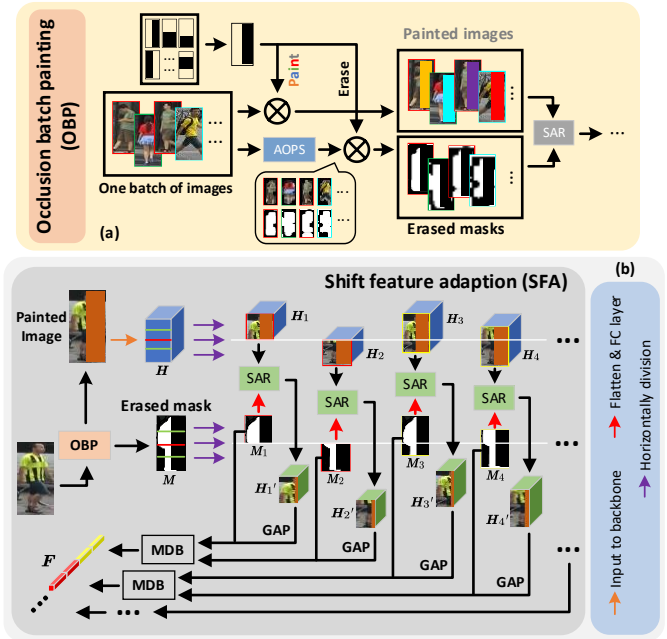 Occlusion batch painting
(OBP)
Paint
Erase
Painted images
One batch of images
AOPS
SAR
Erased masks
(a)
Shift feature adaption (SFA)
(b)
Painted
Image
H
H1
H2
H3
H4
SAR
SAR
SAR
SAR
Erased mask
OBP
M
M1
M2
M3
M4
H1'
H2'
H3'
H4'
GAP
GAP
GAP
GAP
MDB
MDB
F
Input to backbone
Flatten & FC layer
Horizontally division